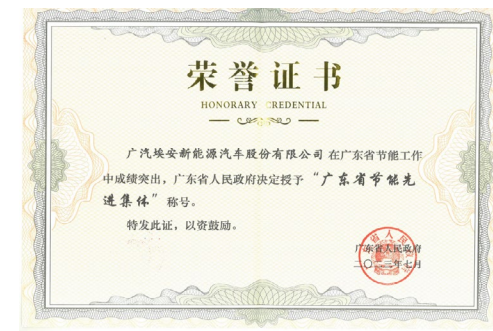 荣誉证书
HONORARY CREDENTIAL
广汽埃安新能源汽车股份有限公司在广东省节能工作
中成绩突出，广东省人民政府决定授予“广东省节能先
进集体”称号。
特发此证，以资鼓励。
广东省人民政府
年七月